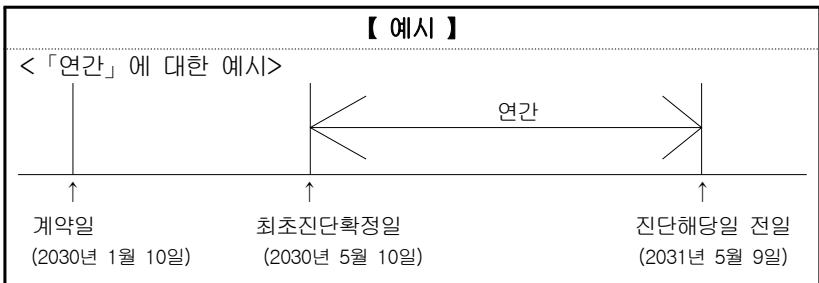 【 예시 】
<「연간」에 대한 예시>
연간
↑ ↑ ↑
계약일 최초진단확정일 진단해당일 전일
(2030년 1월 10일) (2030년 5월 10일) (2031년 5월 9일)